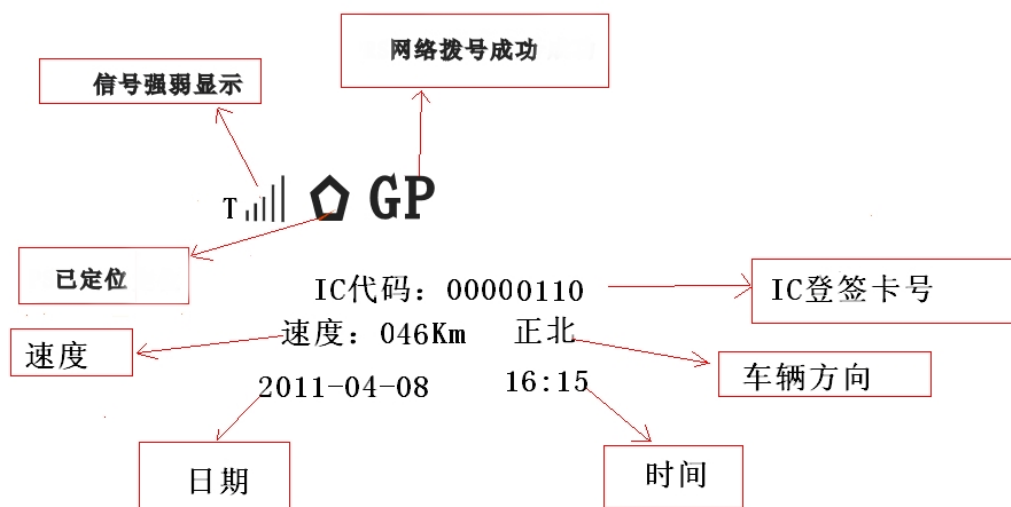 网络拨号成功
信号强弱显示
T GP
已定位
IC代码：00000110
IC登签卡号
速度：046Km 正北
速度
车辆方向
2011-04-08 16:15
日期
时间